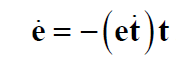 ė = −(eṫ)t